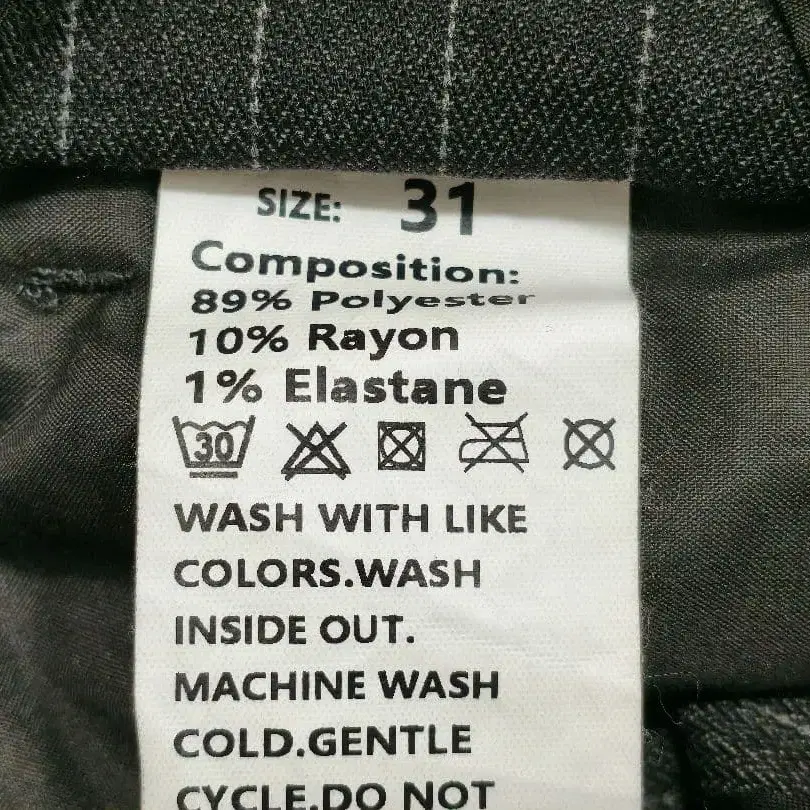 SIZE: 31
Composition:
89% Polyester
10% Rayon
1% Elastane
30
WASH WITH LIKE
COLORS.WASH
INSIDE OUT.
MACHINE WASH
COLD.GENTLE
CYCLE.DO NOT